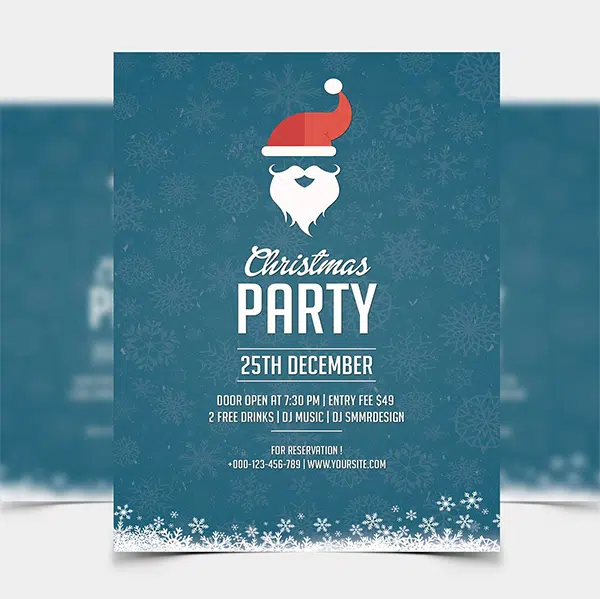 Christmas
PARTY
25TH DECEMBER
DOOR OPEN AT 7:30 PM | ENTRY FEE $49
2 FREE DRINKS | DJ MUSIC | DJ SMMRDESIGN
FOR RESERVATION !
+000-123-456-789 | WWW.YOURSITE.COM